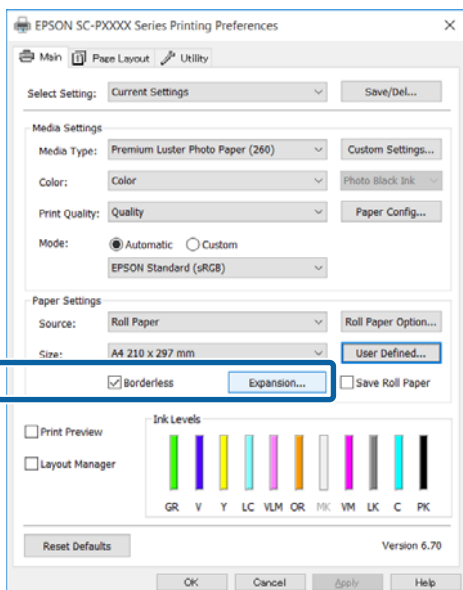 EPSON SC-PXXXX Series Printing Preferences
Main Page Layout Utility
Select Setting: Current Settings Save/Del...
Media Settings
Media Type: Premium Luster Photo Paper (260) Custom Settings...
Color: Color Photo Black Ink
Print Quality: Quality Paper Config...
Mode: Automatic Custom
EPSON Standard (sRGB)
Paper Settings
Source: Roll Paper Roll Paper Option...
Size: A4 210 x 297 mm User Defined...
Borderless Expansion... Save Roll Paper
Print Preview
Layout Manager
Ink Levels
GR V Y LC VLM OR MK VM LK C PK
Reset Defaults Version 6.70
OK Cancel Apply Help